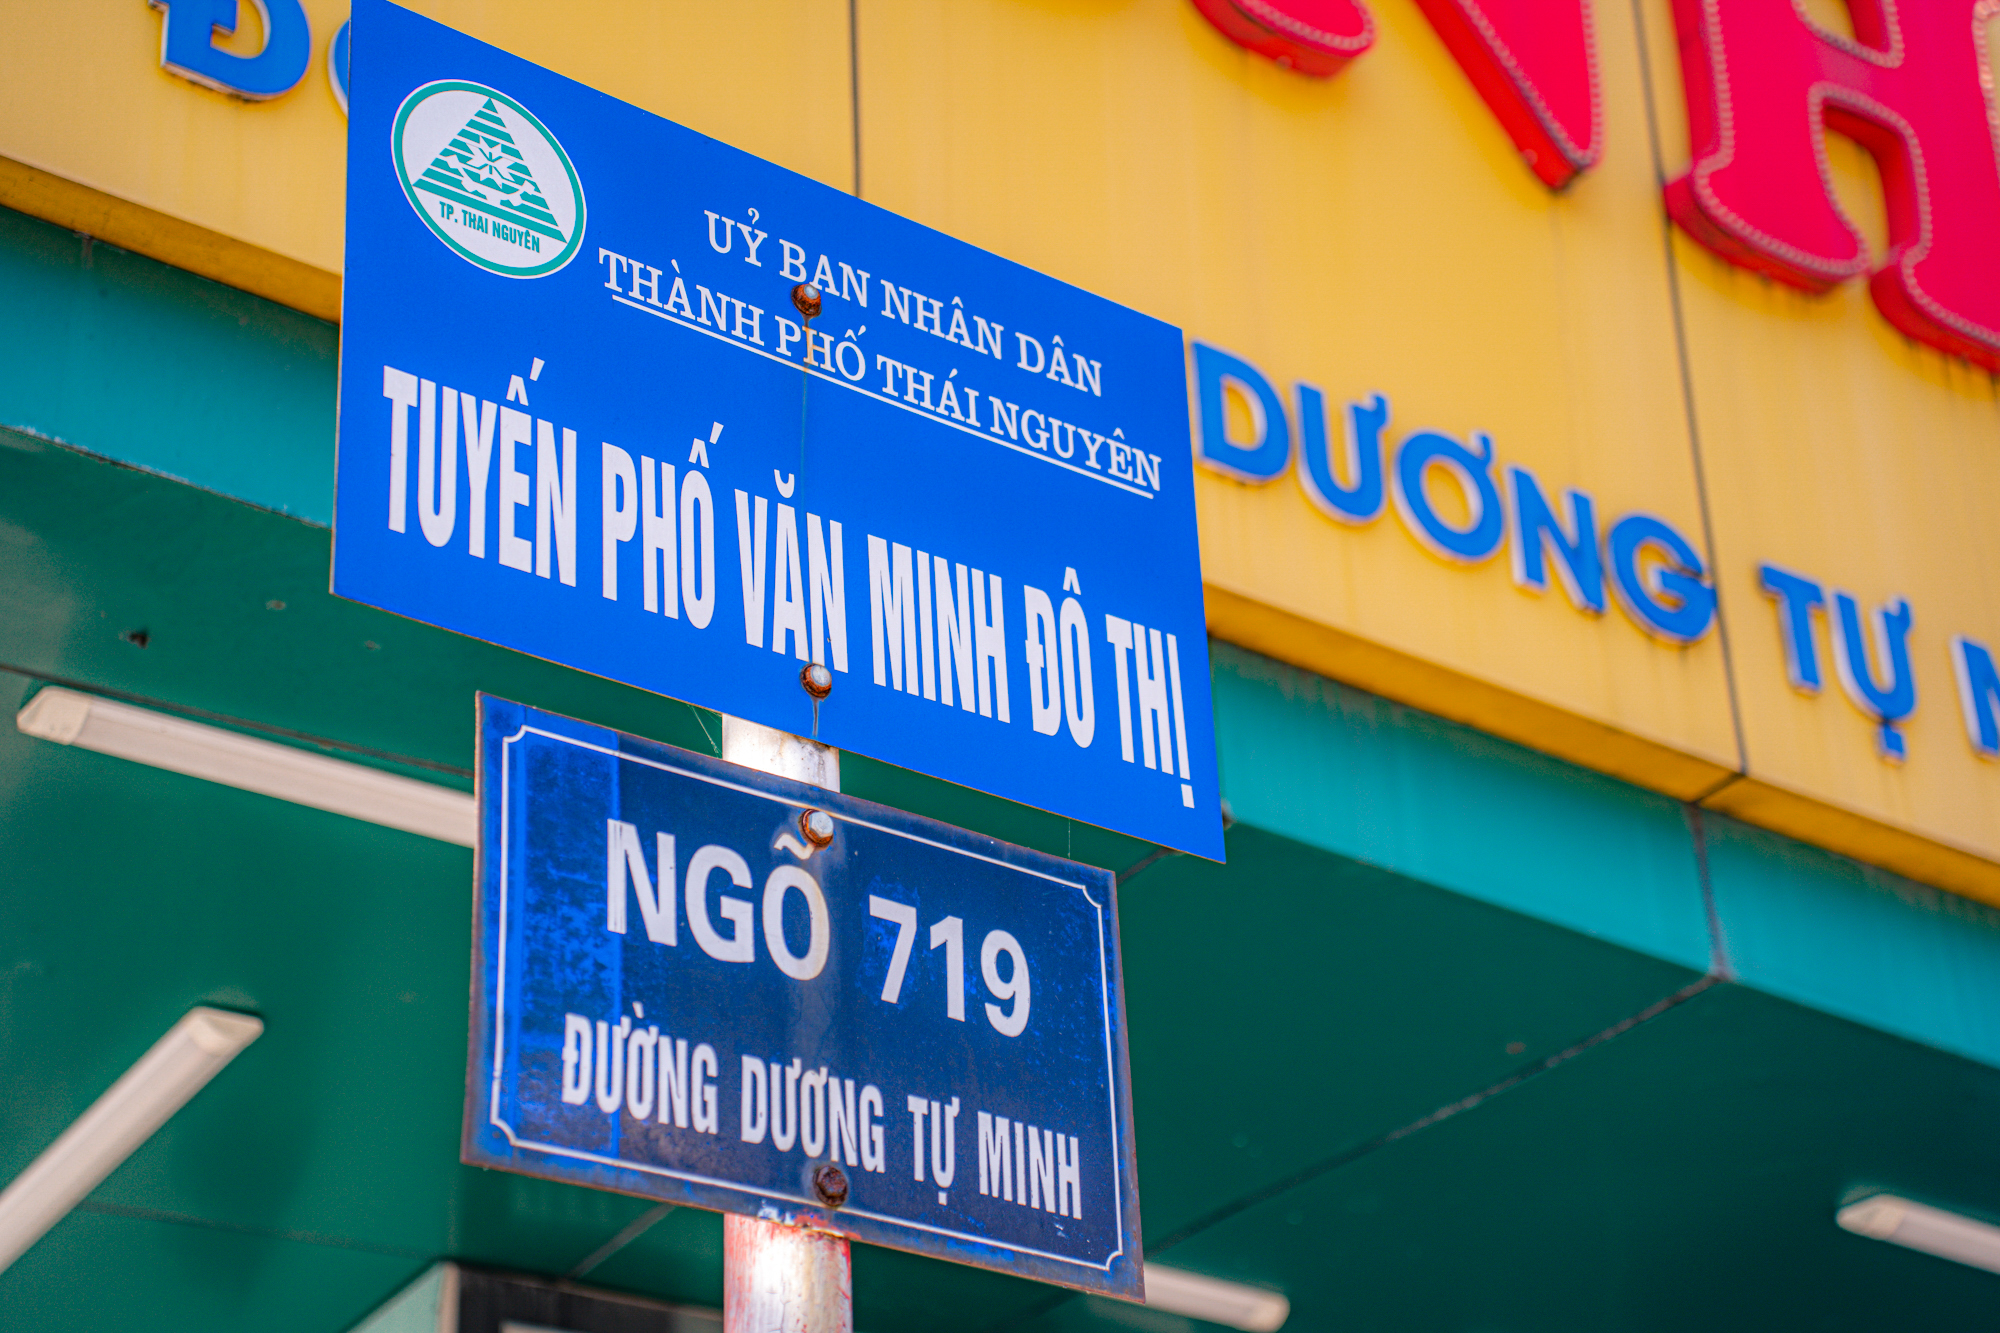 TP. THAI NGUYÊN
UỶ BAN NHÂN DÂN
THÀNH PHỐ THÁI NGUYÊN
TUYẾN PHỐ VĂN MINH ĐÔ THỊ
NGÕ 719
ĐƯỜNG DƯƠNG TỰ MINH
DƯƠNG TỰ